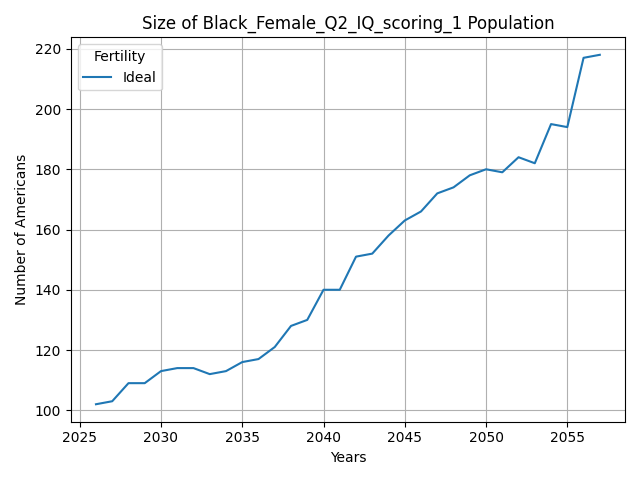 Size of Black_Female_Q2_IQ_scoring_1 Population
Fertility
Ideal
Number of Americans
220
200
180
160
140
120
100
2025 2030 2035 2040 2045 2050 2055
Years